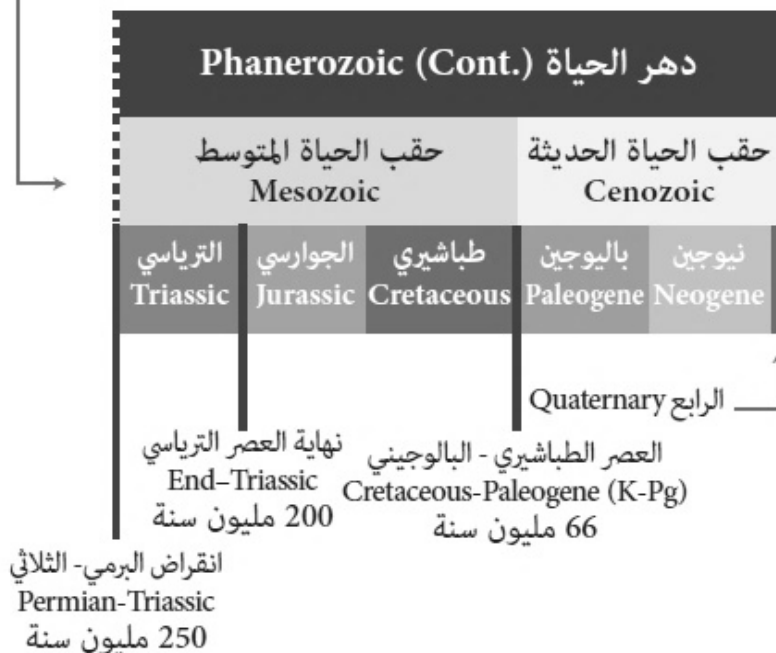 دهر الحياة Phanerozoic (Cont.)
حقب الحياة المتوسط
Mesozoic
حقب الحياة الحديثة
Cenozoic
الترياسي
Triassic
الجوارسي
Jurassic
طباشيري
Cretaceous
باليوجين
Paleogene
نيوجين
Neogene
الرابع Quaternary
نهاية العصر الترياسي
End–Triassic
200 مليون سنة
العصر الطباشيري - البالوجيني
Cretaceous-Paleogene (K-Pg)
66 مليون سنة
انقراض البرمي- الثلاثي
Permian-Triassic
250 مليون سنة